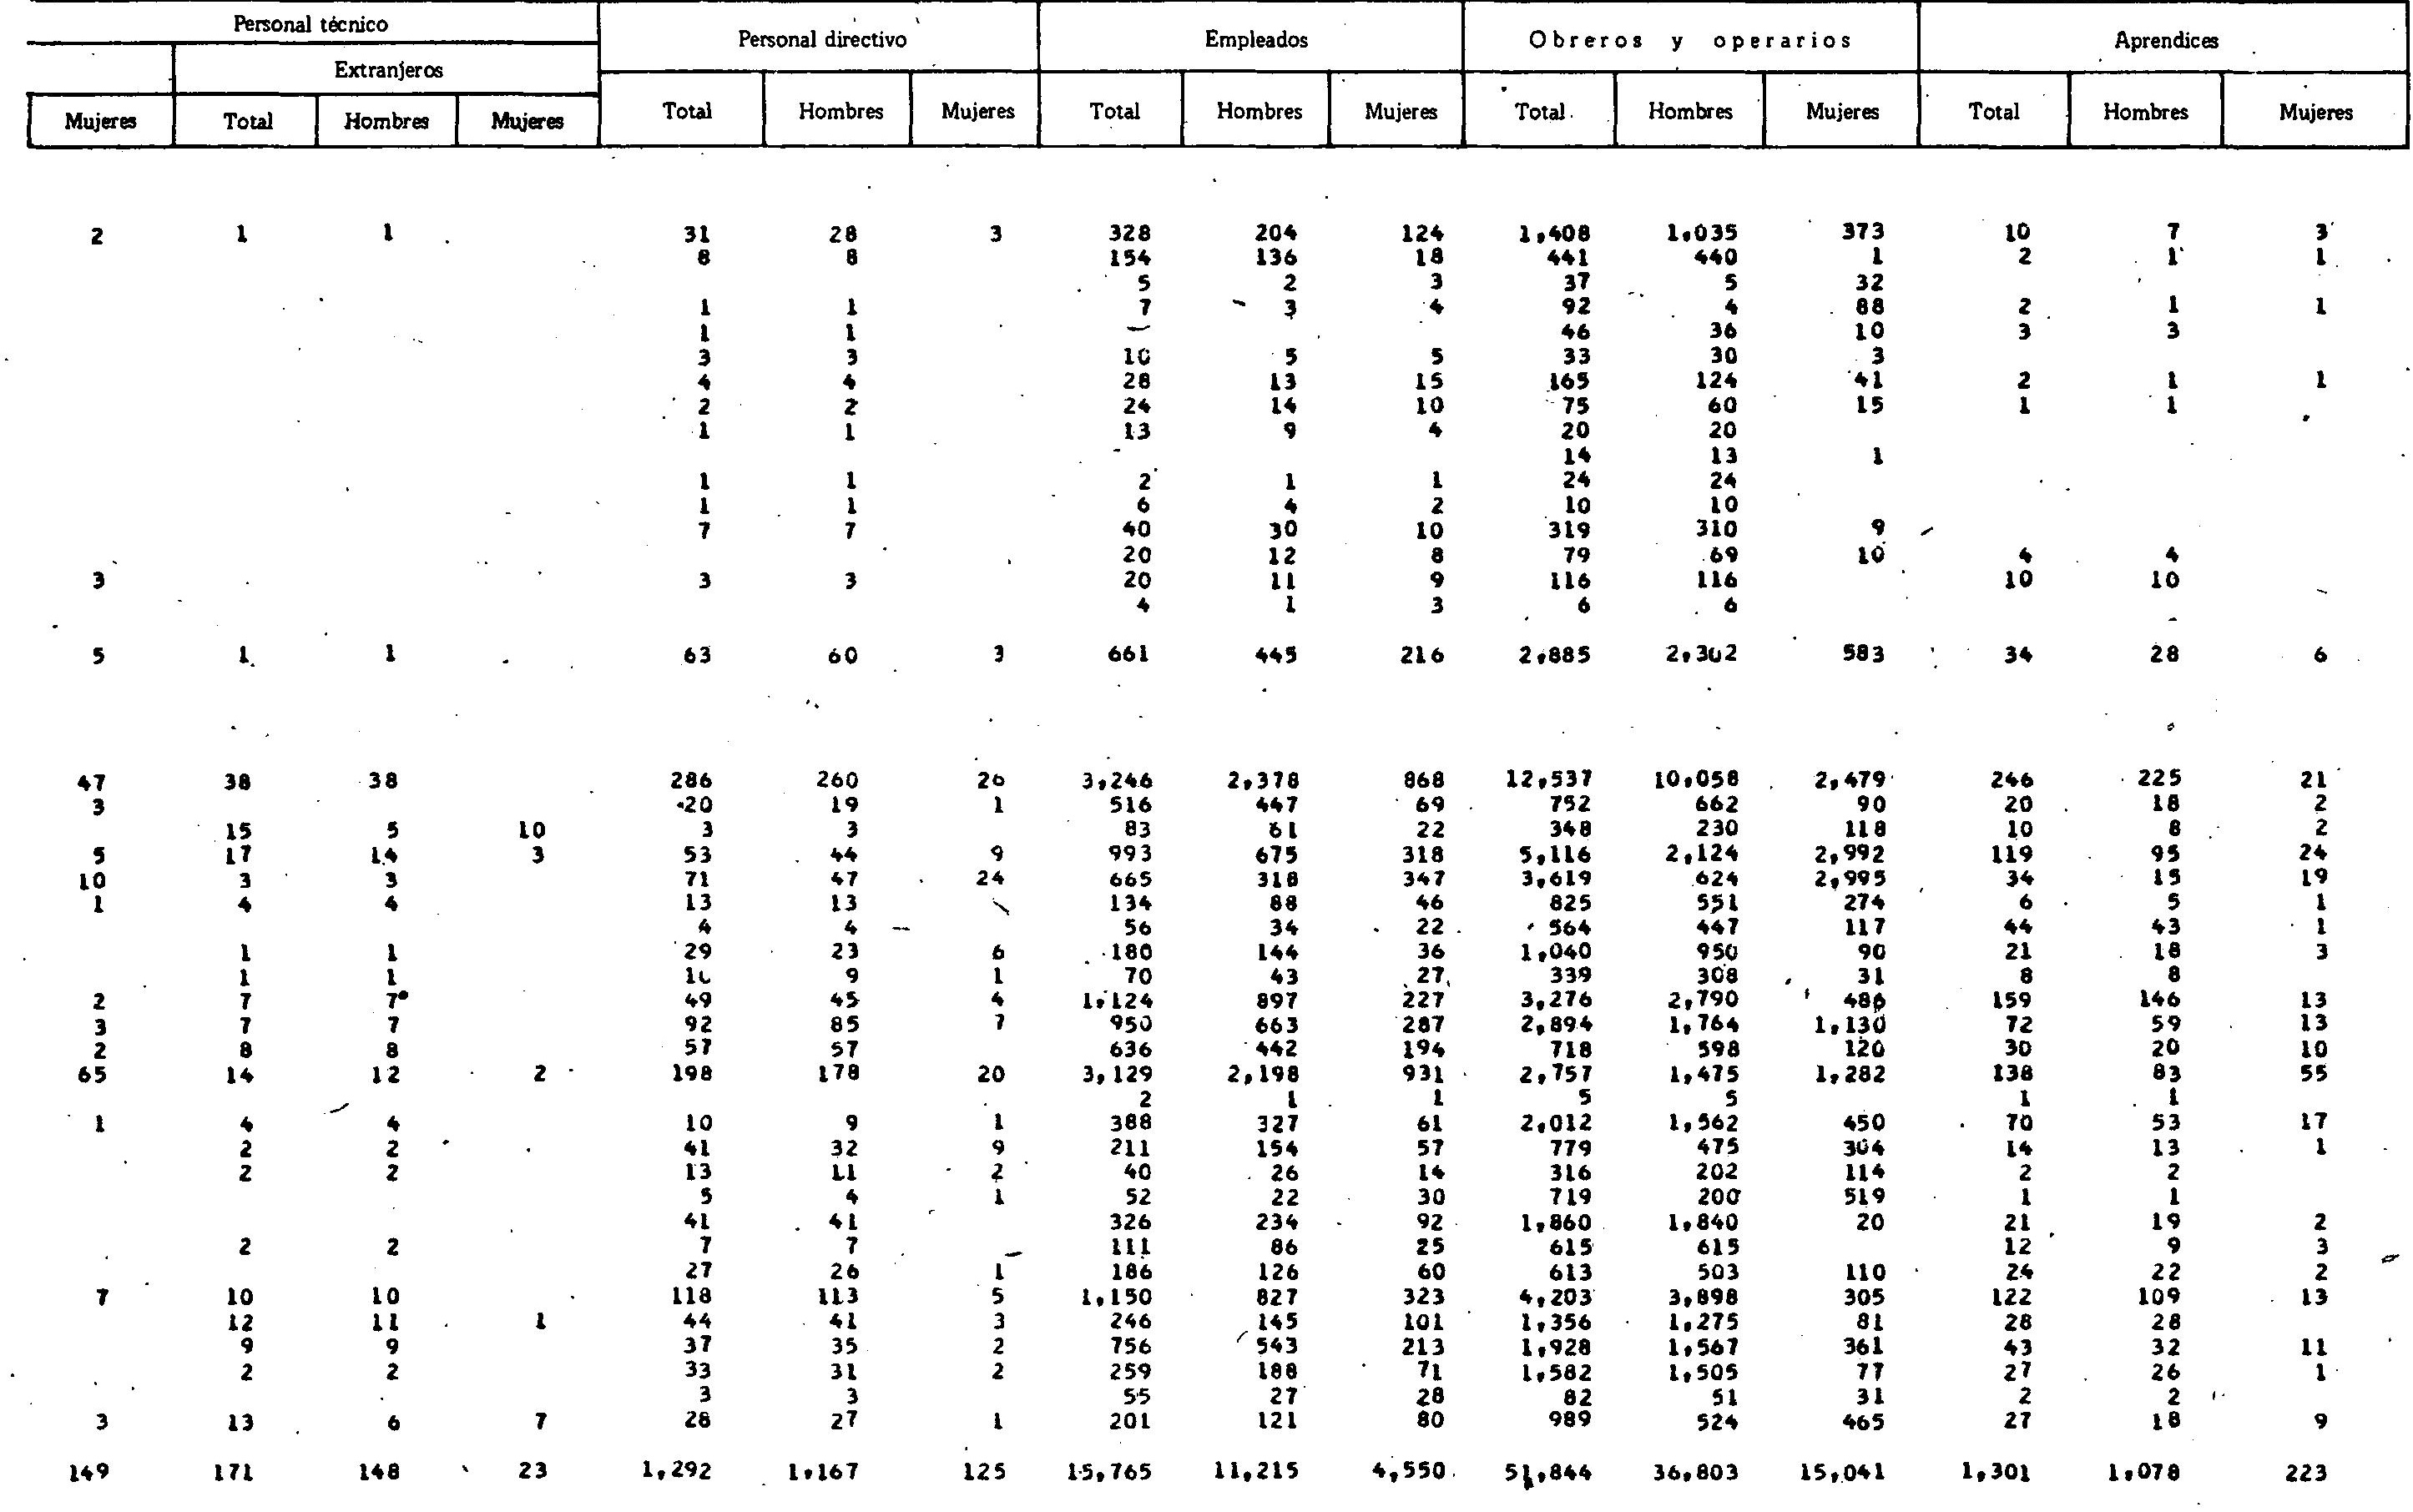 Personal técnico Personal directivo Empleados Obreros y operarios Aprendices
Extranjeros
Mujeres Total Hombres Mujeres Total Hombres Mujeres Total Hombres Mujeres Total Hombres Mujeres Total Hombres Mujeres
2 1 1 31 28 3 328 204 124 1,408 1,035 373 10 7 3
8 8 154 136 18 441 440 1 2 1 1
5 2 3 37 5 32
1 1 7 3 4 92 4 88 2 1 1
1 1 — 46 36 10 3 3
3 3 10 5 5 33 30 3
4 4 28 13 15 165 124 41 2 1 1
2 2 24 14 10 75 60 15 1 1
1 1 13 9 4 20 20
14 13 1
1 1 2 1 1 24 24
1 1 6 4 2 10 10
7 7 40 30 10 319 310 9
20 12 8 79 69 10 4 4
3 3 3 20 11 9 116 116 10 10
4 1 3 6 6
5 1 1 63 60 3 661 445 216 2,885 2,302 583 34 28 6
47 38 38 286 260 26 3,246 2,378 868 12,537 10,058 2,479 246 225 21
3 20 19 1 516 447 69 752 662 90 20 18 2
15 5 10 3 3 83 61 22 348 230 118 10 8 2
5 17 14 3 53 44 9 993 675 318 5,116 2,124 2,992 119 95 24
10 3 3 71 47 24 665 318 347 3,619 624 2,995 34 15 19
1 4 4 13 13 134 88 46 825 551 274 6 5 1
4 4 56 34 22 564 447 117 44 43 1
1 1 29 23 6 180 144 36 1,040 950 90 21 18 3
1 1 10 9 1 70 43 27 339 308 31 8 8
2 7 7 49 45 4 1,124 897 227 3,276 2,790 486 159 146 13
3 7 7 92 85 7 950 663 287 2,894 1,764 1,130 72 59 13
2 8 8 57 57 636 442 194 718 598 120 30 20 10
65 14 12 2 198 178 20 3,129 2,198 931 2,757 1,475 1,282 138 83 55
2 1 1 5 5 1 1
1 4 4 10 9 1 388 327 61 2,012 1,562 450 70 53 17
2 2 41 32 9 211 154 57 779 475 304 14 13 1
2 2 13 11 2 40 26 14 316 202 114 2 2
5 4 1 52 22 30 719 200 519 1 1
41 41 326 234 92 1,860 1,840 20 21 19 2
2 2 7 7 111 86 25 615 615 12 9 3
27 26 1 186 126 60 613 503 110 24 22 2
7 10 10 118 113 5 1,150 827 323 4,203 3,898 305 122 109 13
12 11 1 44 41 3 246 145 101 1,356 1,275 81 28 28
9 9 37 35 2 756 543 213 1,928 1,567 361 43 32 11
2 2 33 31 2 259 188 71 1,582 1,505 77 27 26 1
3 3 55 27 28 82 51 31 2 2
3 13 6 7 28 27 1 201 121 80 989 524 465 27 18 9
149 171 148 23 1,292 1,167 125 15,765 11,215 4,550 51,844 36,803 15,041 1,301 1,078 223